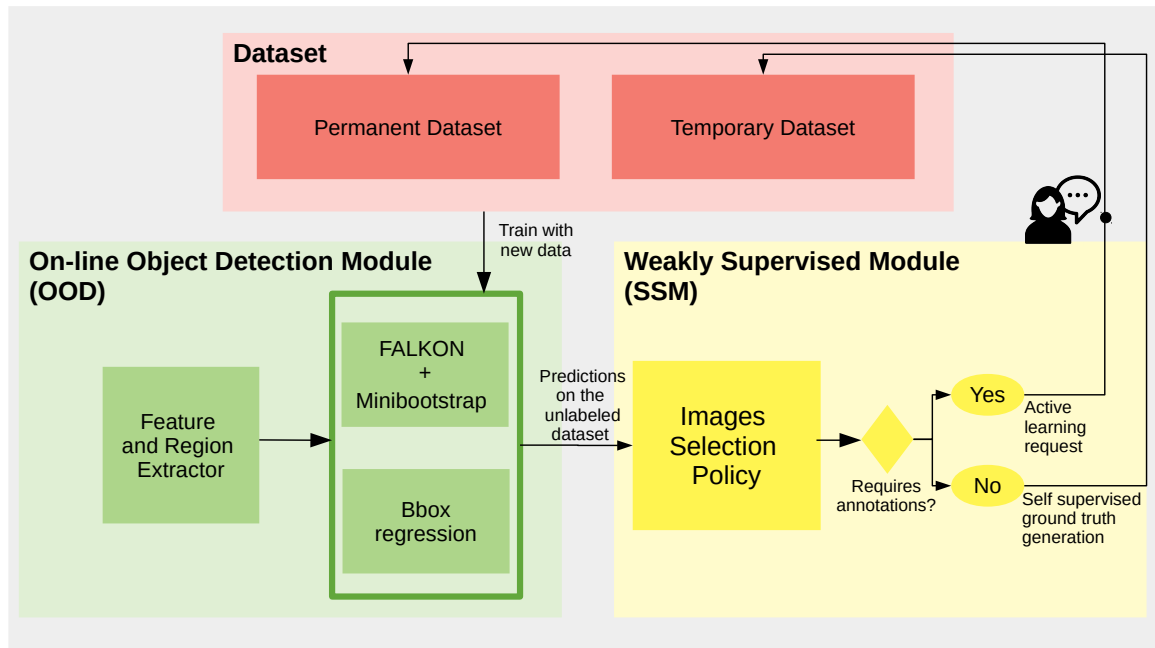 Dataset
Permanent Dataset
Temporary Dataset
Train with
new data
On-line Object Detection Module
(OOD)
Weakly Supervised Module
(SSM)
Feature
and Region
Extractor
FALKON
+
Minibootstrap
Bbox
regression
Predictions
on the
unlabeled
dataset
Images
Selection
Policy
Requires
annotations?
Yes
Active
learning
request
No
Self supervised
ground truth
generation